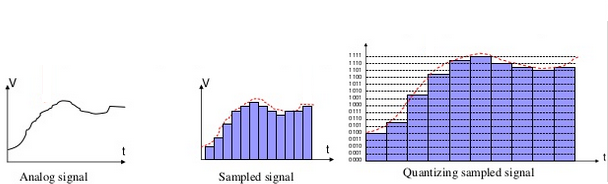 V
t
Analog signal
V
t
Sampled signal
1111
1110
1101
1100
1011
1010
1001
1000
0111
0110
0101
0100
0011
0010
0001
0000
t
Quantizing sampled signal